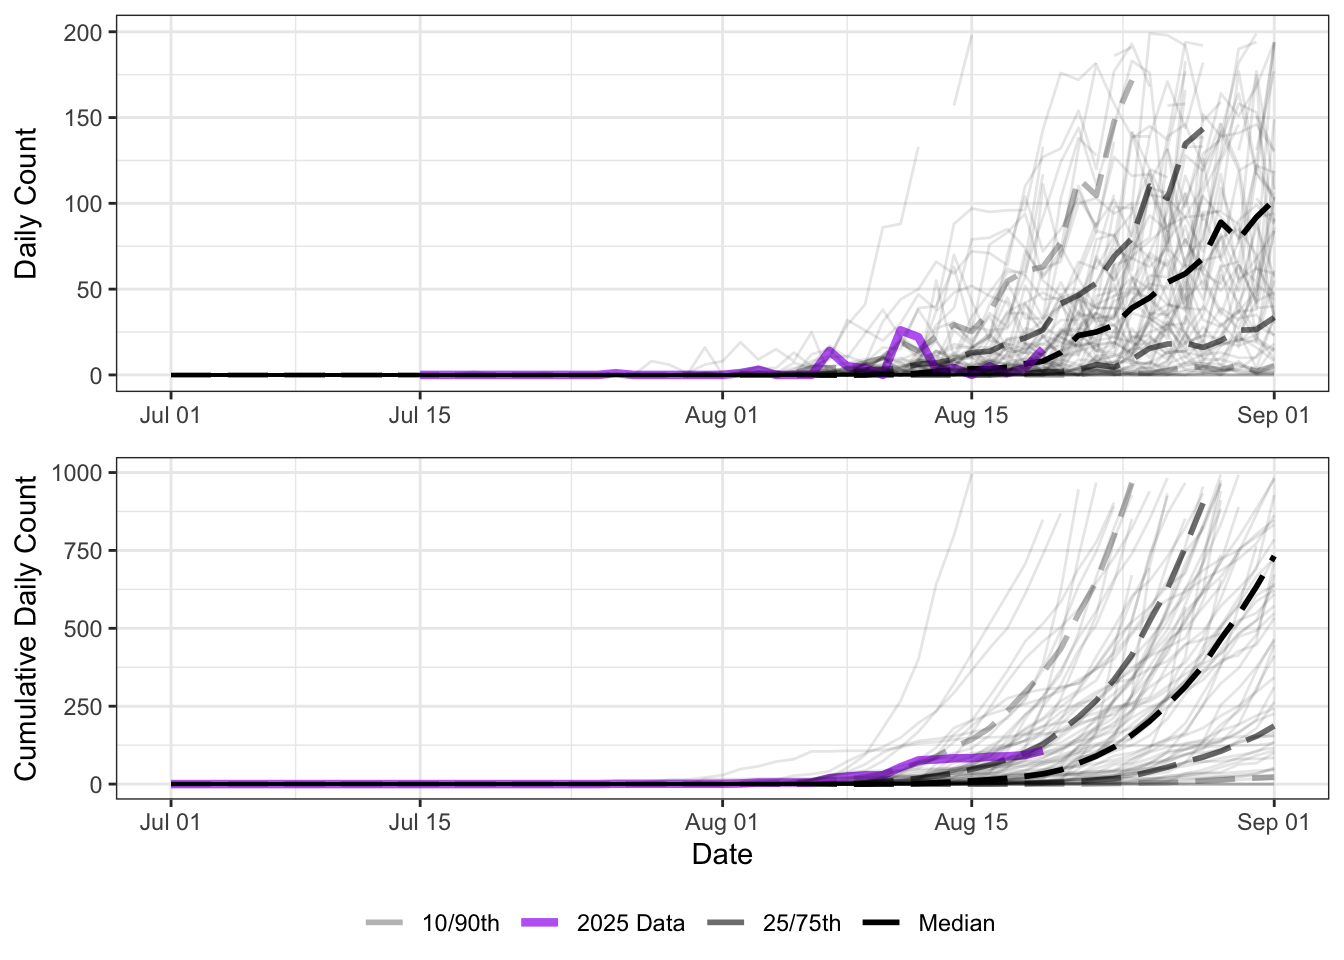 Daily Count
200
150
100
50
0
Jul 01 Jul 15 Aug 01 Aug 15 Sep 01
Cumulative Daily Count
1000
750
500
250
0
Jul 01 Jul 15 Aug 01 Aug 15 Sep 01
Date
10/90th 2025 Data 25/75th Median